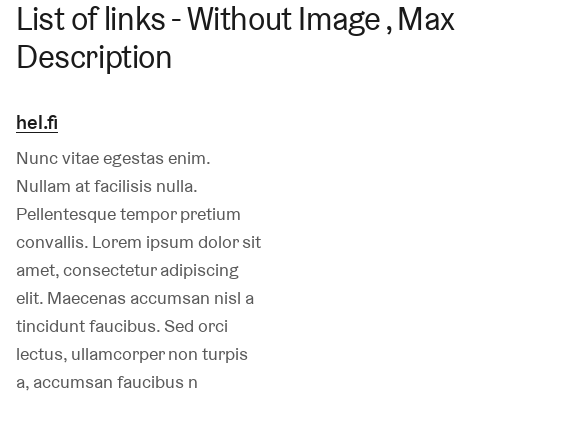 List of links - Without Image , Max
Description
hel.fi
Nunc vitae egestas enim.
Nullam at facilisis nulla.
Pellentesque tempor pretium
convallis. Lorem ipsum dolor sit
amet, consectetur adipiscing
elit. Maecenas accumsan nisl a
tincidunt faucibus. Sed orci
lectus, ullamcorper non turpis
a, accumsan faucibus n